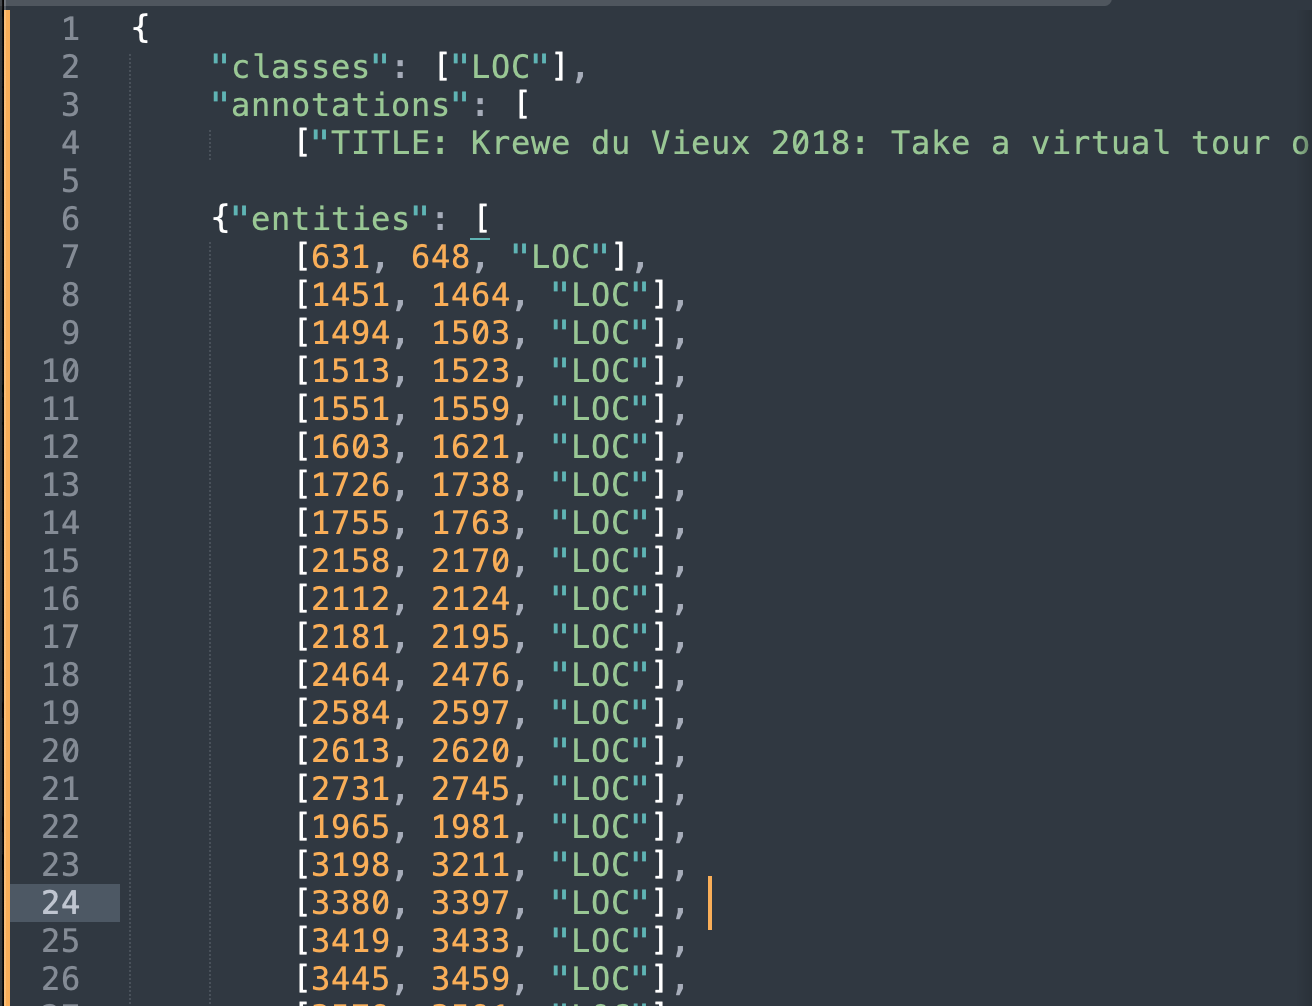 1 {
2 "classes": ["LOC"],
3 "annotations": [
4 ["TITLE: Krewe du Vieux 2018: Take a virtual tour o
5
6 {"entities": [
7 [631, 648, "LOC"],
8 [1451, 1464, "LOC"],
9 [1494, 1503, "LOC"],
10 [1513, 1523, "LOC"],
11 [1551, 1559, "LOC"],
12 [1603, 1621, "LOC"],
13 [1726, 1738, "LOC"],
14 [1755, 1763, "LOC"],
15 [2158, 2170, "LOC"],
16 [2112, 2124, "LOC"],
17 [2181, 2195, "LOC"],
18 [2464, 2476, "LOC"],
19 [2584, 2597, "LOC"],
20 [2613, 2620, "LOC"],
21 [2731, 2745, "LOC"],
22 [1965, 1981, "LOC"],
23 [3198, 3211, "LOC"],
24 [3380, 3397, "LOC"],
25 [3419, 3433, "LOC"],
26 [3445, 3459, "LOC"],